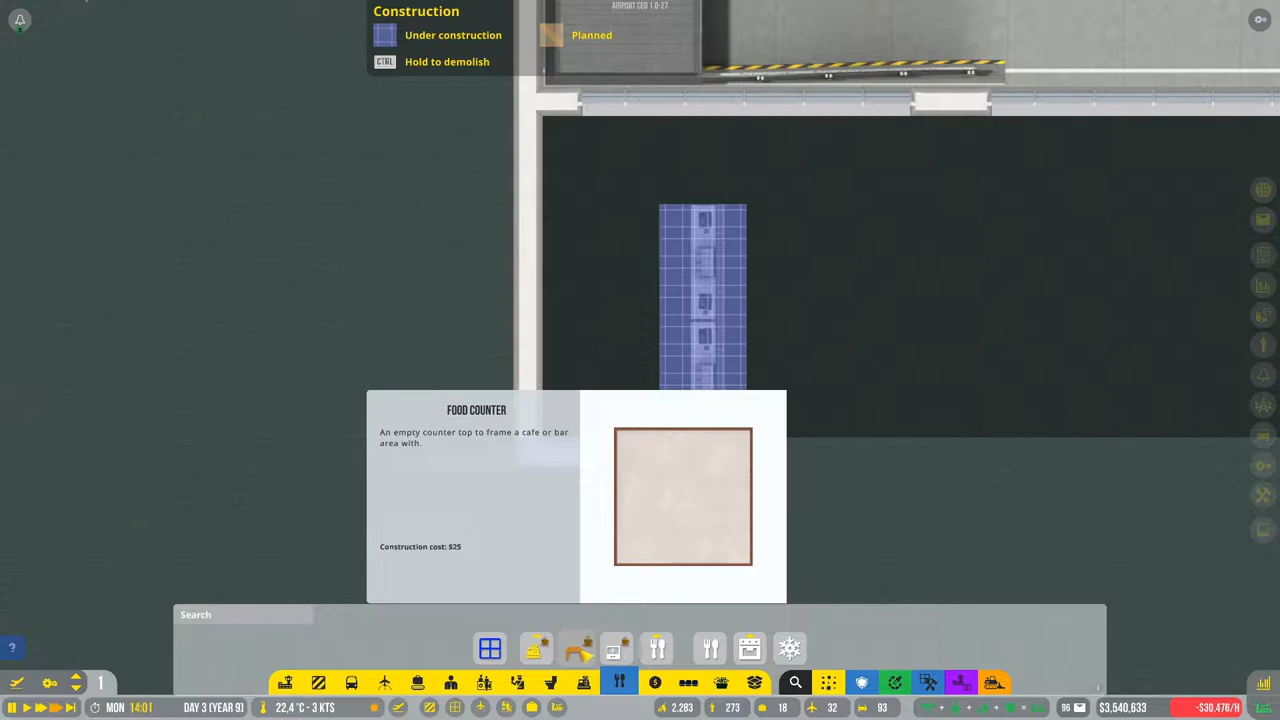 AIRPORT CEO 1.0-27
Construction
Under construction
Planned
CTRL
Hold to demolish
FOOD COUNTER
An empty counter top to frame a cafe or bar
area with.
Construction cost: $25
Search
?
1
MON 14:01
DAY 3 (YEAR 9)
22,4 °C - 3 KTS
2.283
273
18
32
93
96
$3,540,633
-$30,476/H